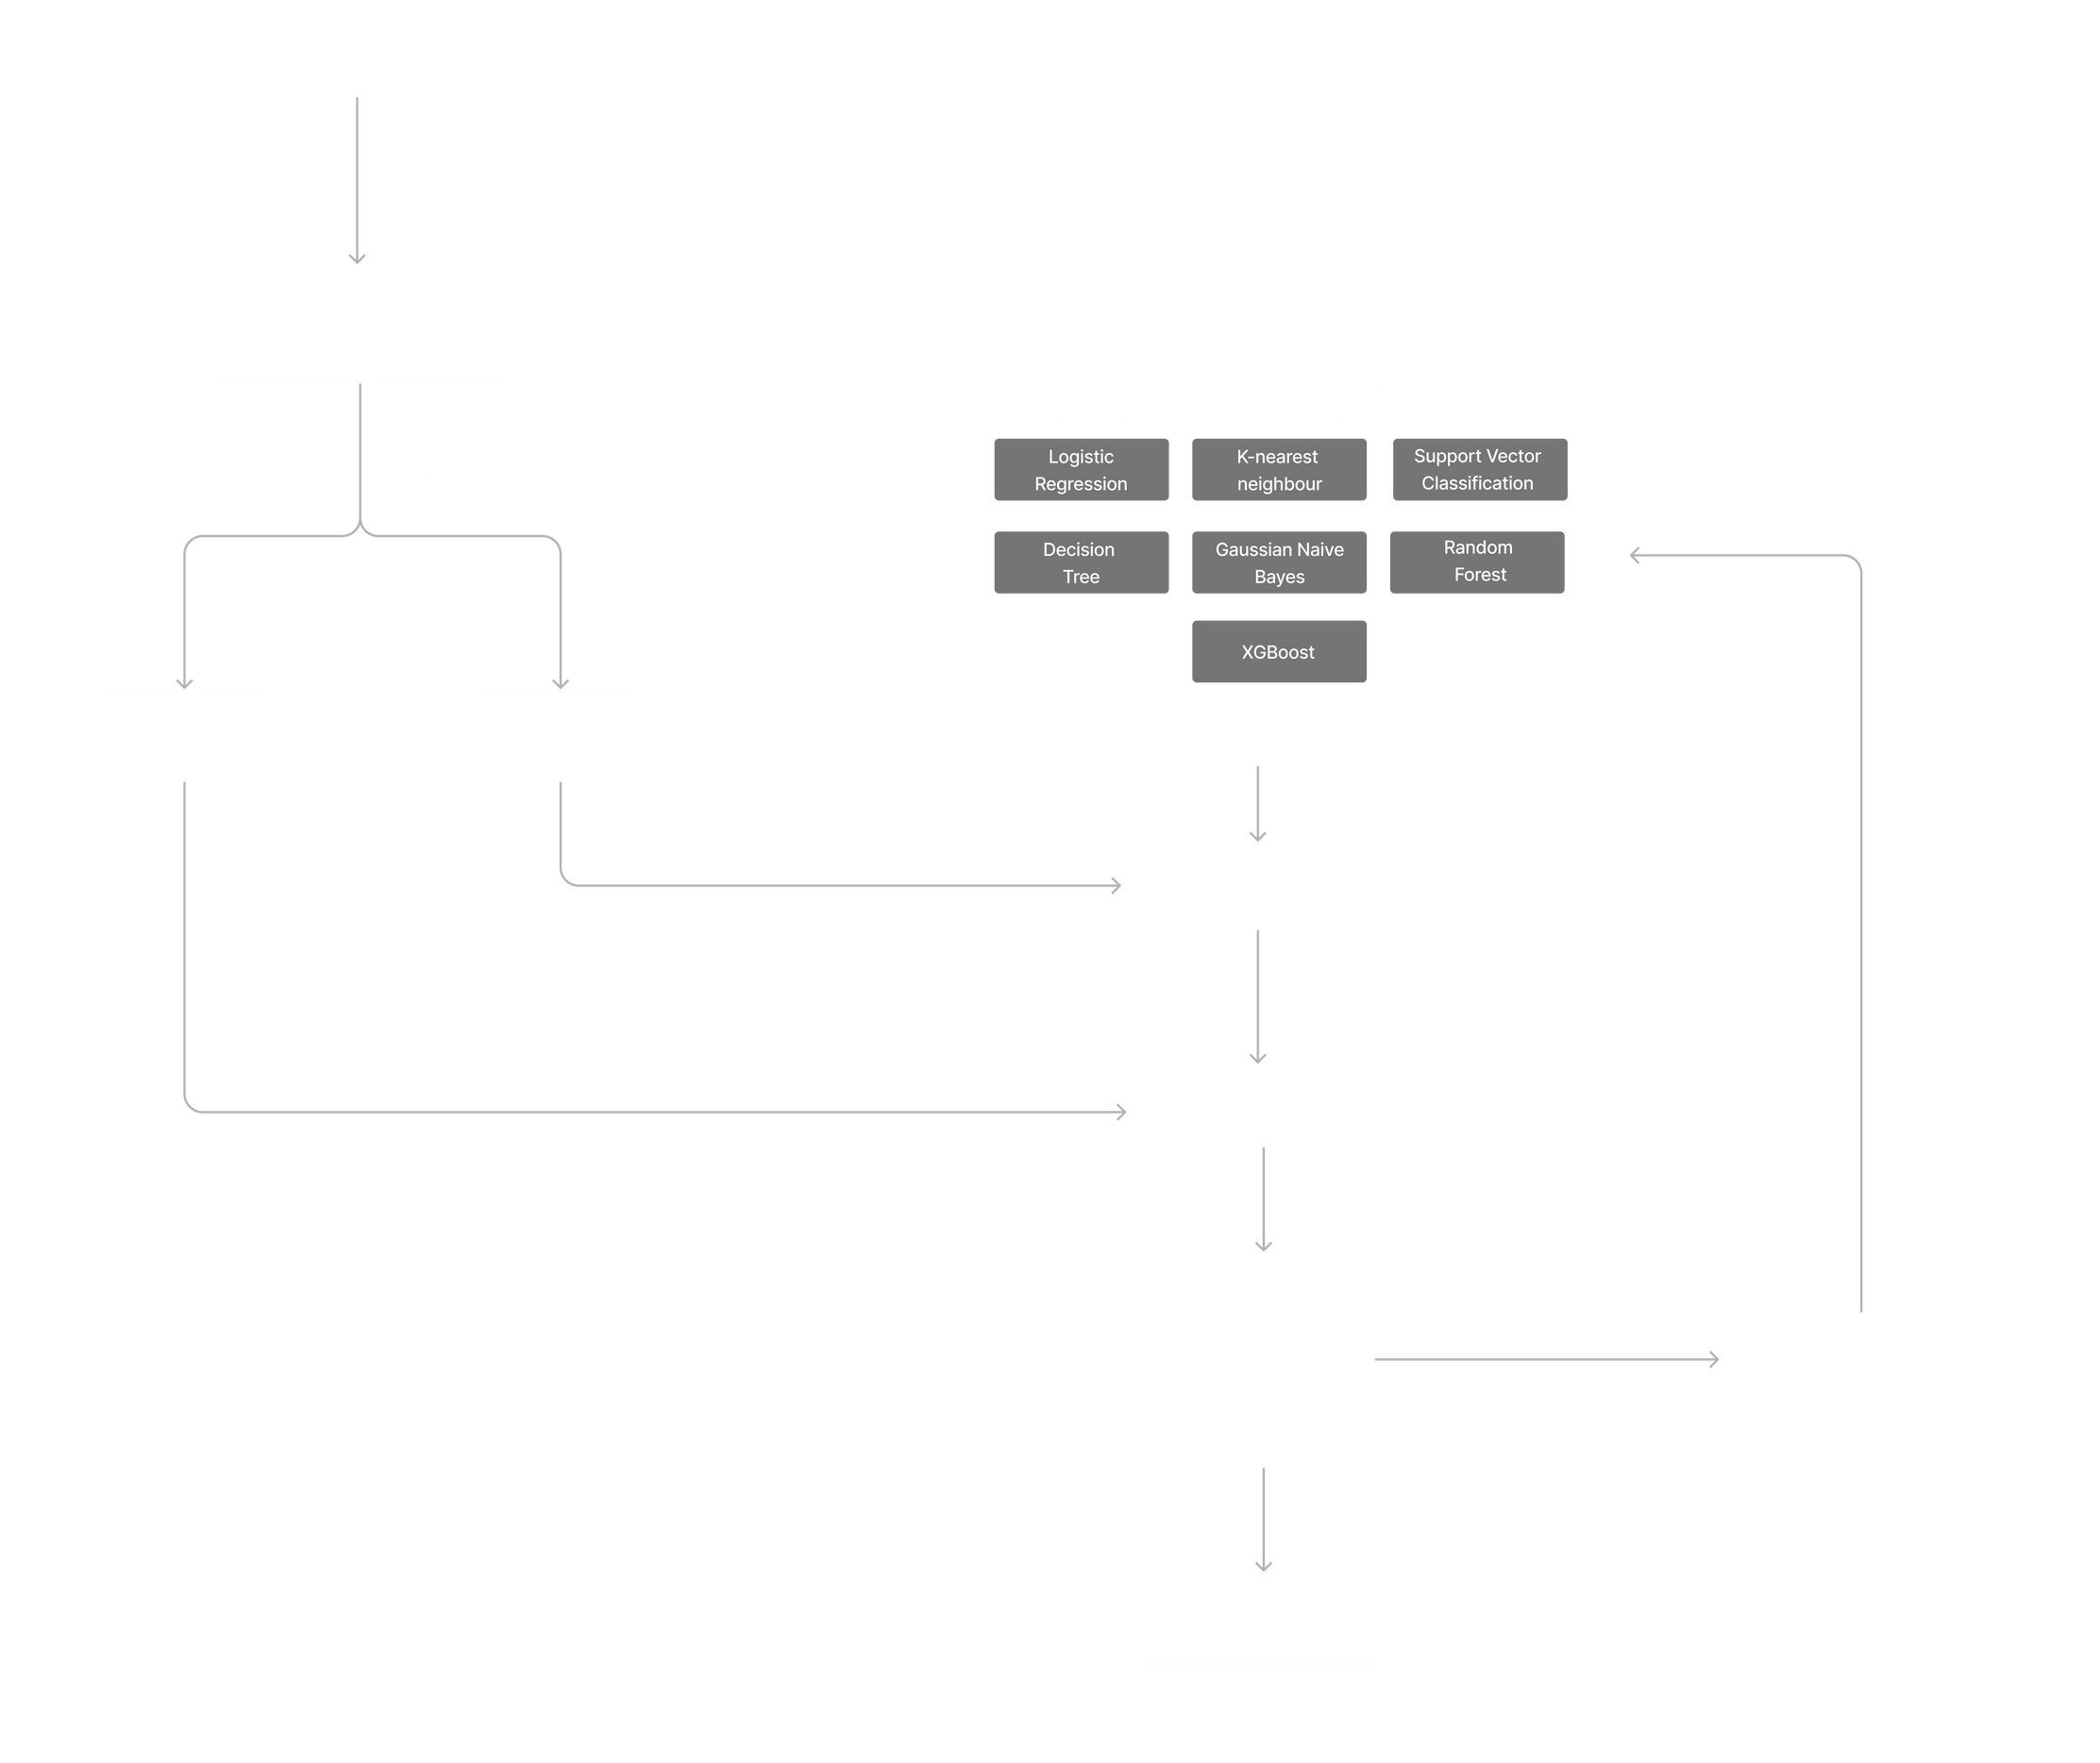 Logistic
Regression
K-nearest
neighbour
Support Vector
Classification
Decision
Tree
Gaussian Naive
Bayes
Random
Forest
XGBoost